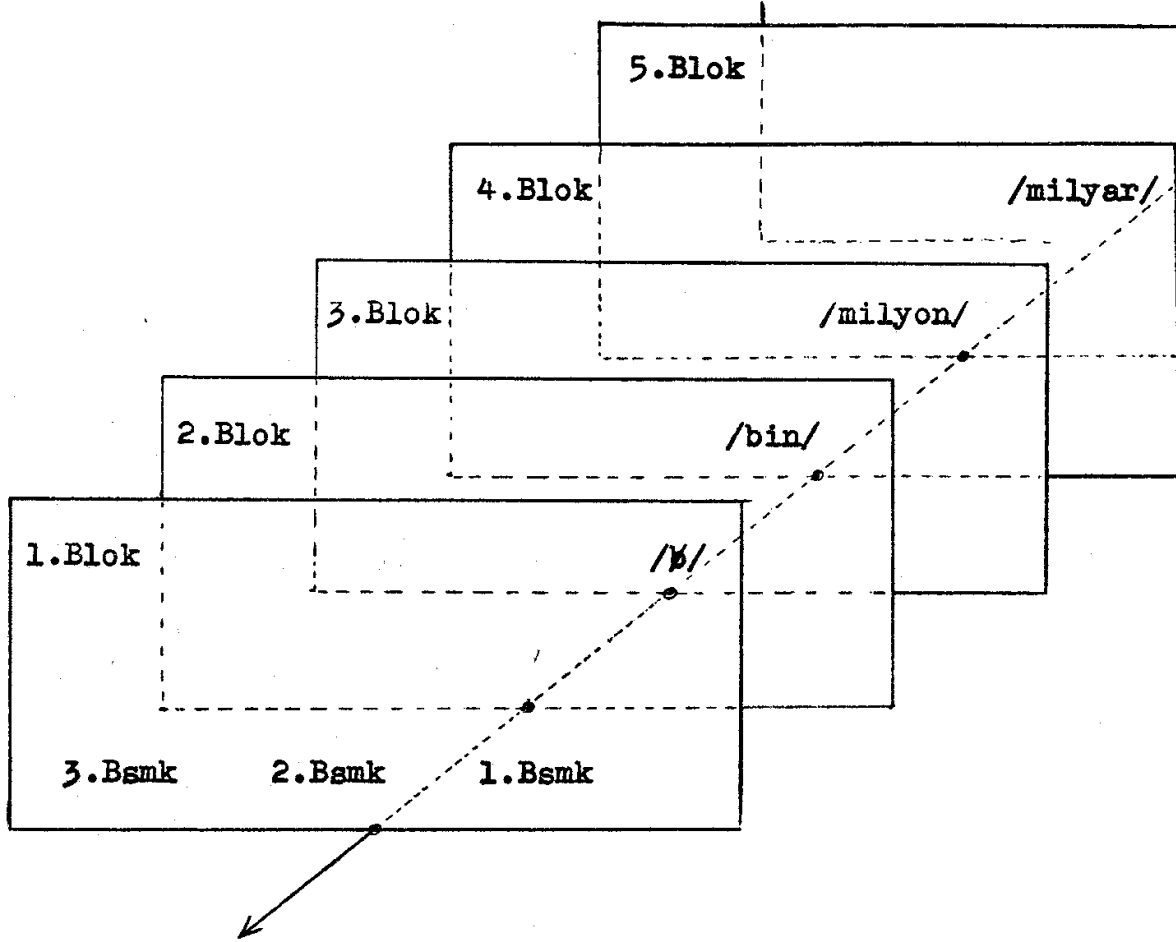 5.Blok
4.Blok /milyar/
3.Blok /milyon/
2.Blok /bin/
1.Blok /ƀ/
3.Bsmk 2.Bsmk 1.Bsmk